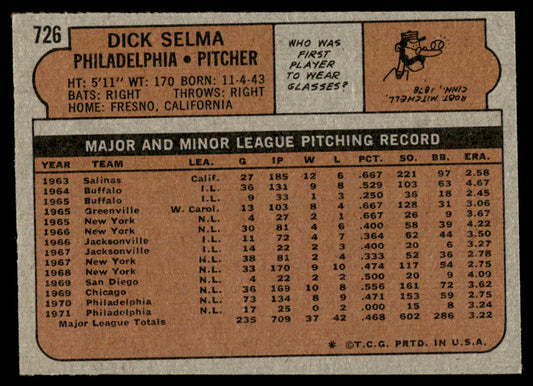 726
DICK SELMA
PHILADELPHIA • PITCHER
HT: 5'11" WT: 170 BORN: 11-4-43
BATS: RIGHT THROWS: RIGHT
HOME: FRESNO, CALIFORNIA
WHO WAS
FIRST
PLAYER
TO WEAR
GLASSES?
ROBT MITCHELL,
CINN., 1878
MAJOR AND MINOR LEAGUE PITCHING RECORD
YEAR TEAM LEA. G IP W L PCT. SO. BB. ERA.
1963 Salinas Calif. 27 185 12 6 .667 221 97 2.58
1964 Buffalo I.L. 36 131 9 8 .529 103 63 4.67
1965 Buffalo I.L. 9 33 1 3 .250 36 18 2.45
1965 Greenville W. Carol. 13 103 8 4 .667 128 31 3.06
1965 New York N.L. 4 27 2 1 .667 26 9 3.67
1966 New York N.L. 30 81 4 6 .400 58 39 4.22
1966 Jacksonville I.L. 11 72 4 7 .364 62 44 3.50
1967 Jacksonville I.L. 14 22 2 3 .400 20 6 3.27
1967 New York N.L. 38 81 2 4 .333 52 36 2.78
1968 New York N.L. 33 170 9 10 .474 117 54 2.75
1969 San Diego N.L. 4 22 2 2 .500 20 9 4.09
1969 Chicago N.L. 36 169 10 8 .556 161 72 3.62
1970 Philadelphia N.L. 73 134 8 9 .471 153 59 2.75
1971 Philadelphia N.L. 17 25 0 2 .000 15 8 3.24
Major League Totals 235 709 37 42 .468 602 286 3.22
* ©T.C.G. PRTD. IN U.S.A.